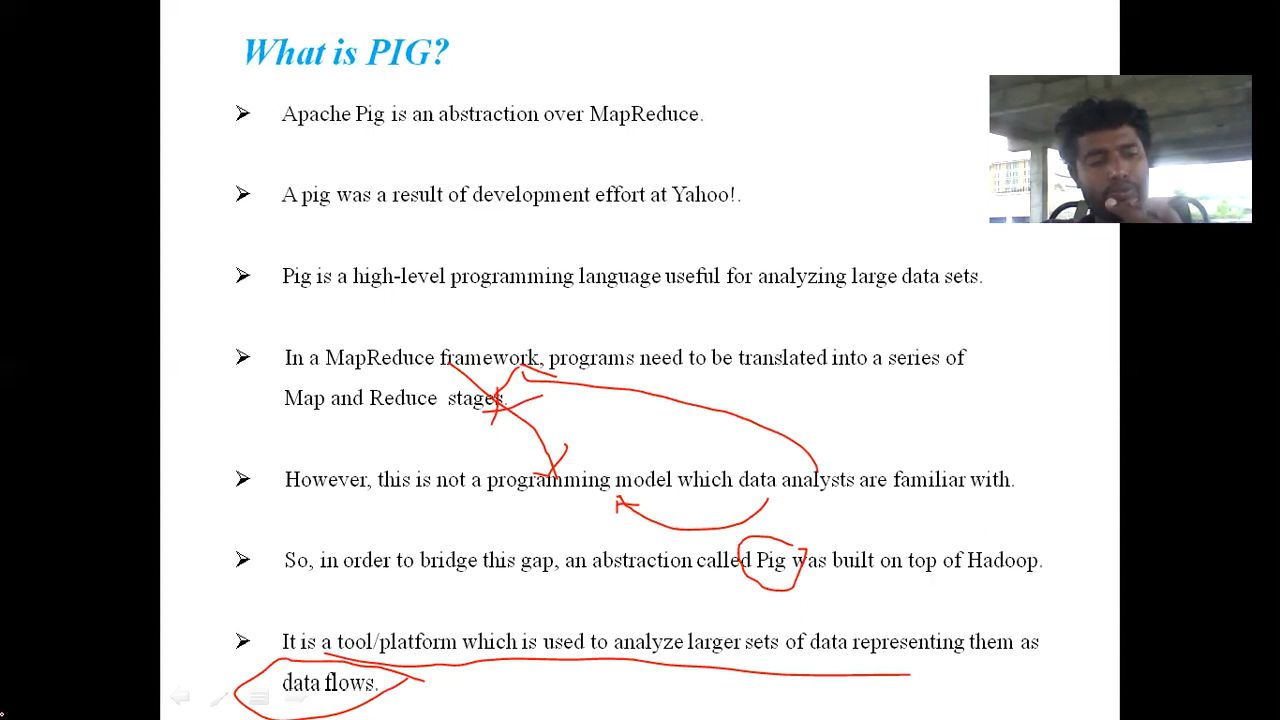 What is PIG?
Apache Pig is an abstraction over MapReduce.
A pig was a result of development effort at Yahoo!.
Pig is a high-level programming language useful for analyzing large data sets.
In a MapReduce framework, programs need to be translated into a series of
Map and Reduce stages.
However, this is not a programming model which data analysts are familiar with.
So, in order to bridge this gap, an abstraction called Pig was built on top of Hadoop.
It is a tool/platform which is used to analyze larger sets of data representing them as
data flows.